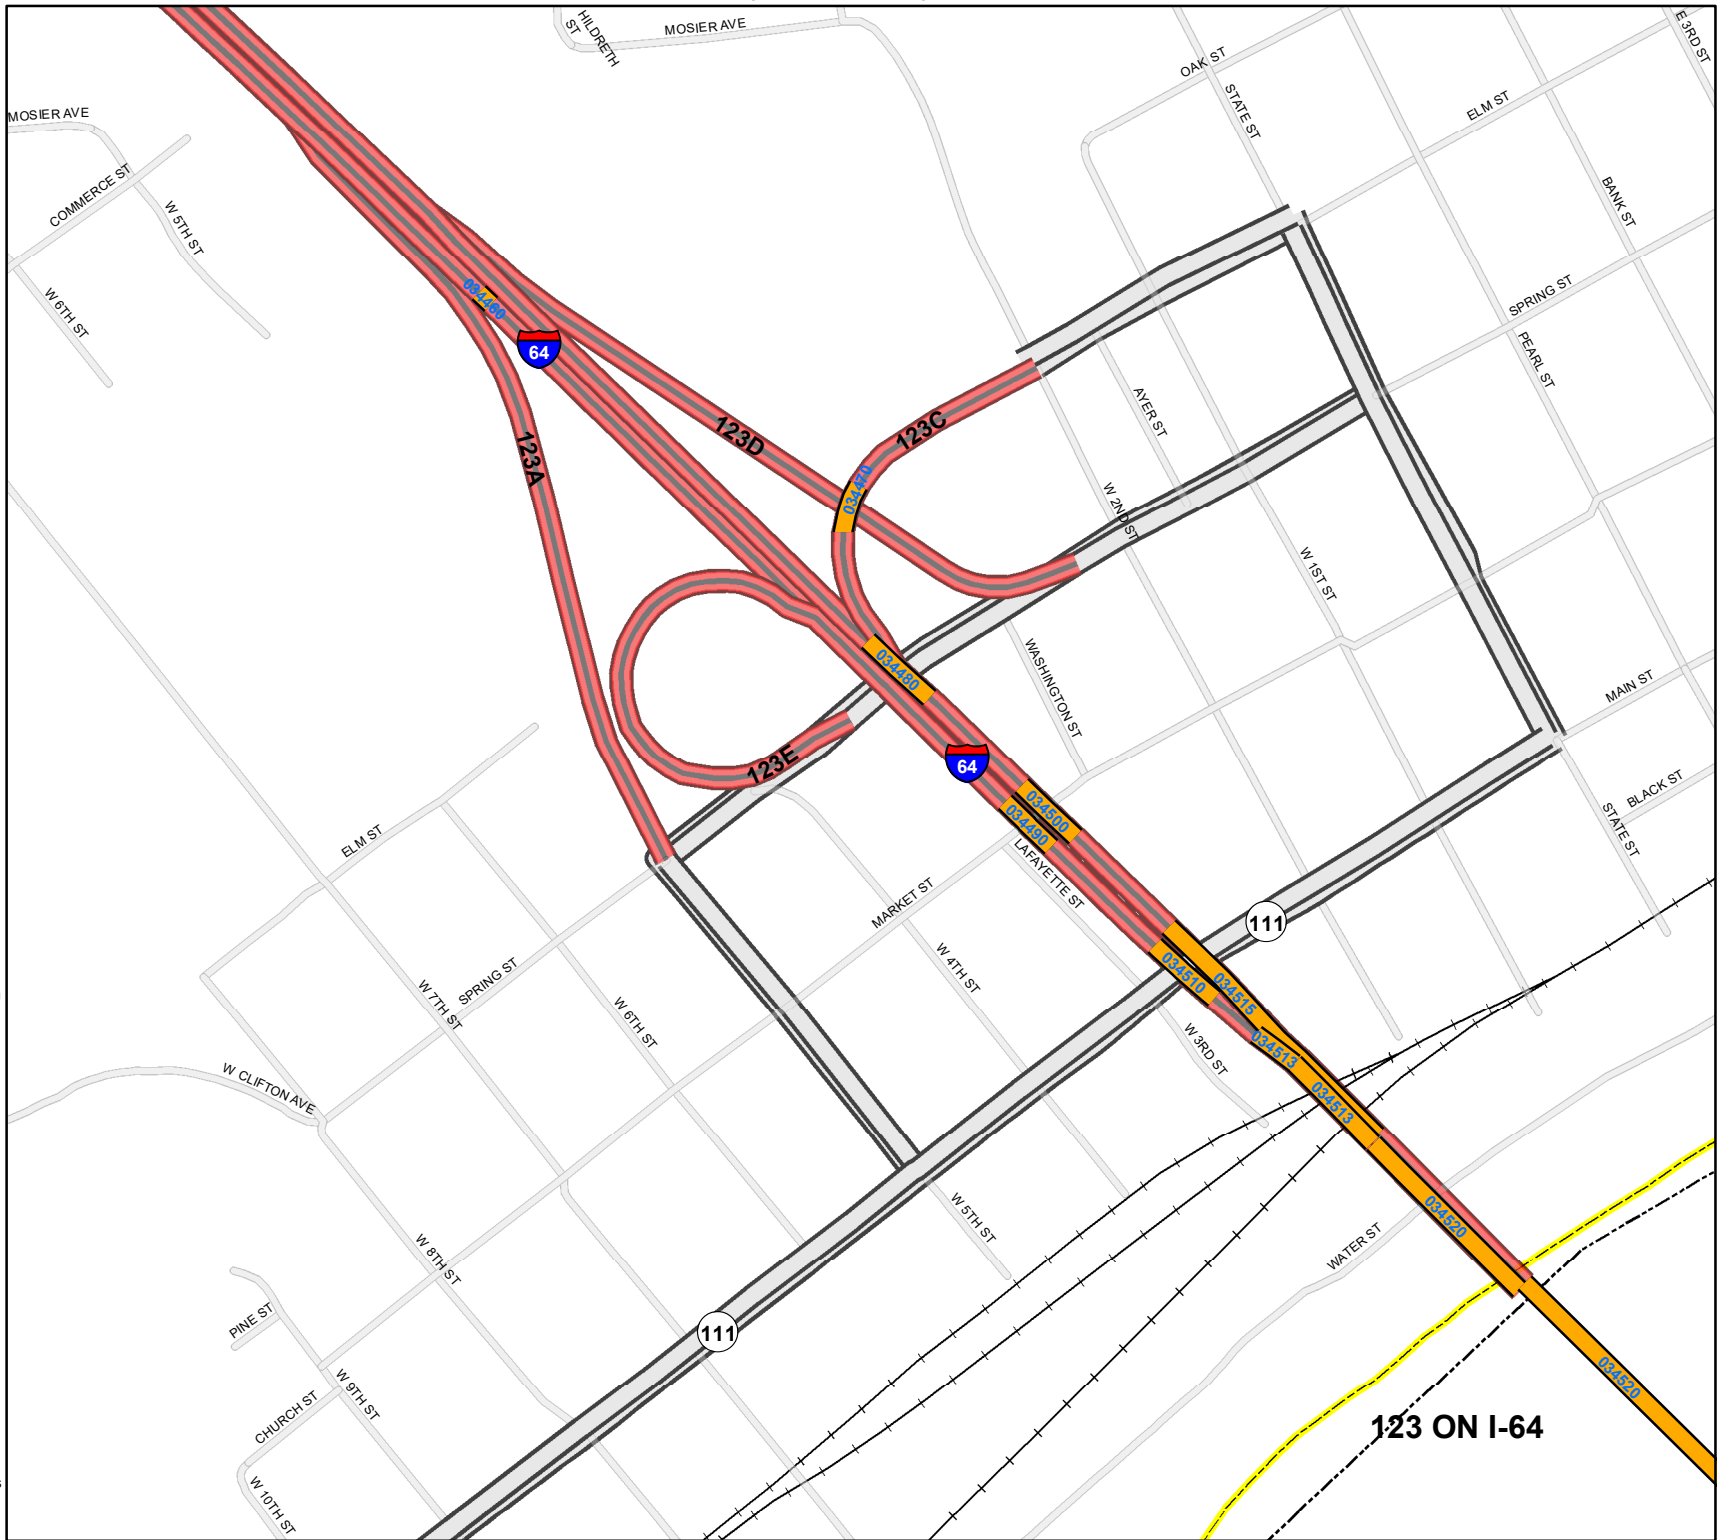 HILDRETH
ST
MOSIER AVE
E 3RD ST
OAK ST
STATE ST
ELM ST
MOSIER AVE
COMMERCE ST
W 5TH ST
BANK ST
W 6TH ST
034460
64
SPRING ST
PEARL ST
123D
123C
AYER ST
123A
034470
W 2ND ST
W 1ST ST
034480
WASHINGTON ST
MAIN ST
123E
64
034500
034490
BLACK ST
STATE ST
ELM ST
LAFAYETTE ST
MARKET ST
111
W 4TH ST
034510
034515
SPRING ST
W 7TH ST
W 6TH ST
W 3RD ST
034513
034513
W CLIFTON AVE
W 5TH ST
034520
WATER ST
W 8TH ST
PINE ST
111
034520
W 9TH ST
CHURCH ST
123 ON I-64
W 10TH ST